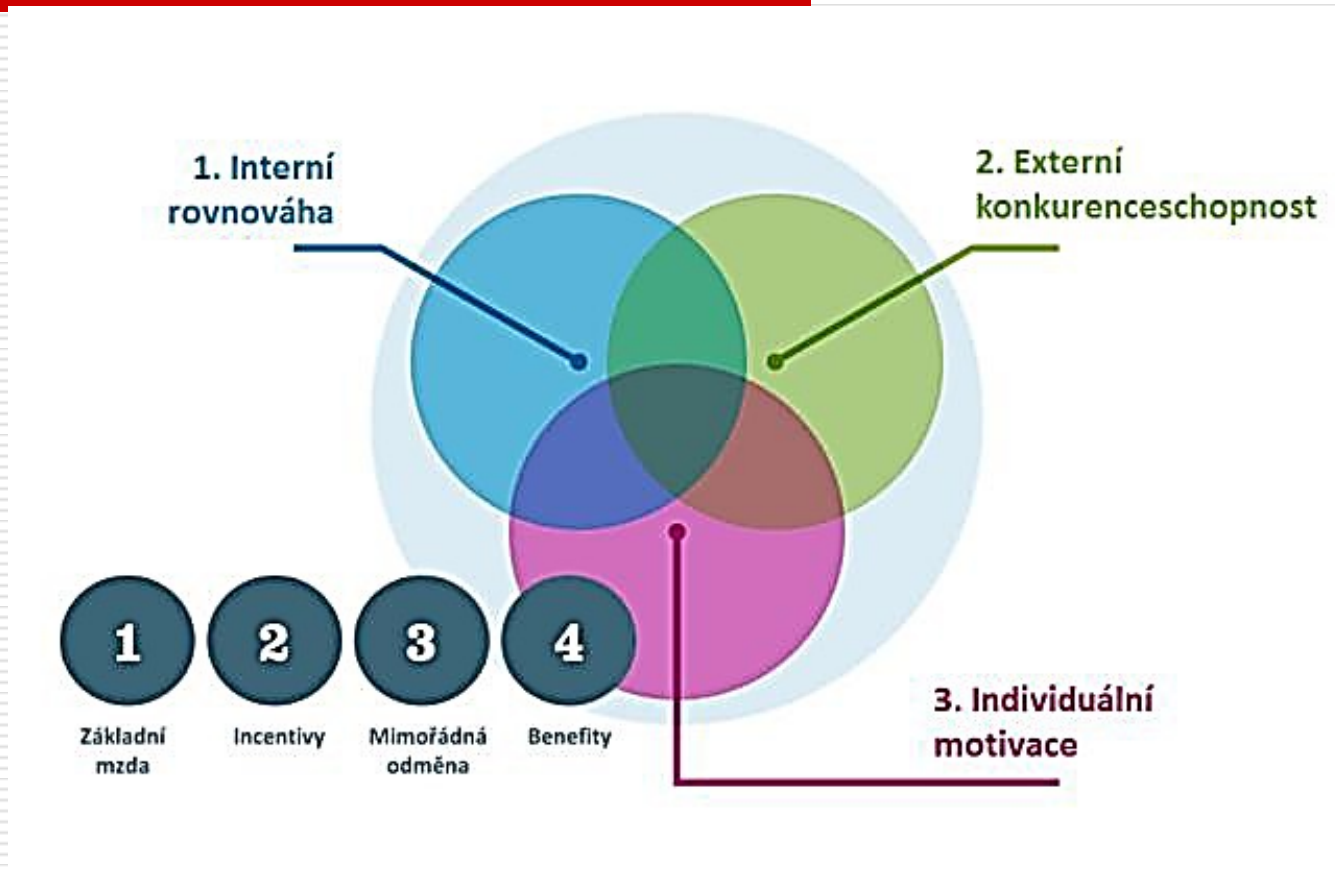 1. Interní
rovnováha
2. Externí
konkurenceschopnost
1
2
3
4
Základní
mzda
Incentivy
Mimořádná
odměna
Benefity
3. Individuální
motivace